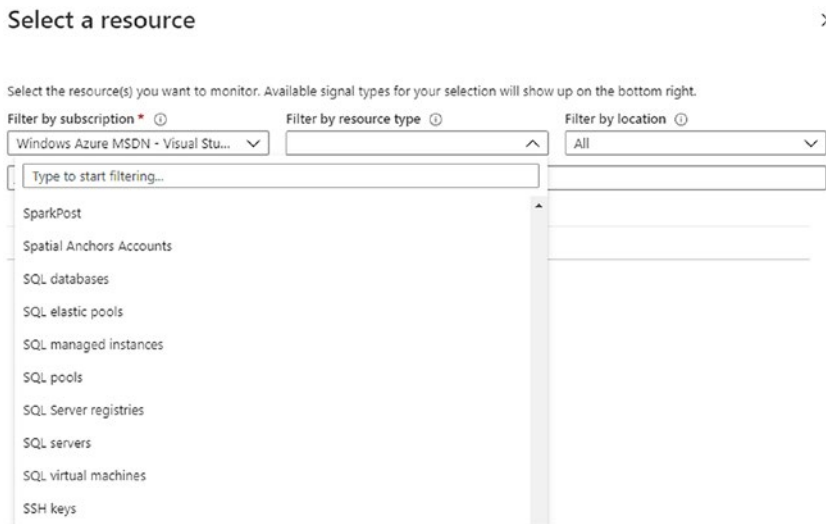 Select a resource
Select the resource(s) you want to monitor. Available signal types for your selection will show up on the bottom right.
Filter by subscription * Filter by resource type Filter by location
Windows Azure MSDN - Visual Stu... All
Type to start filtering...
SparkPost
Spatial Anchors Accounts
SQL databases
SQL elastic pools
SQL managed instances
SQL pools
SQL Server registries
SQL servers
SQL virtual machines
SSH keys